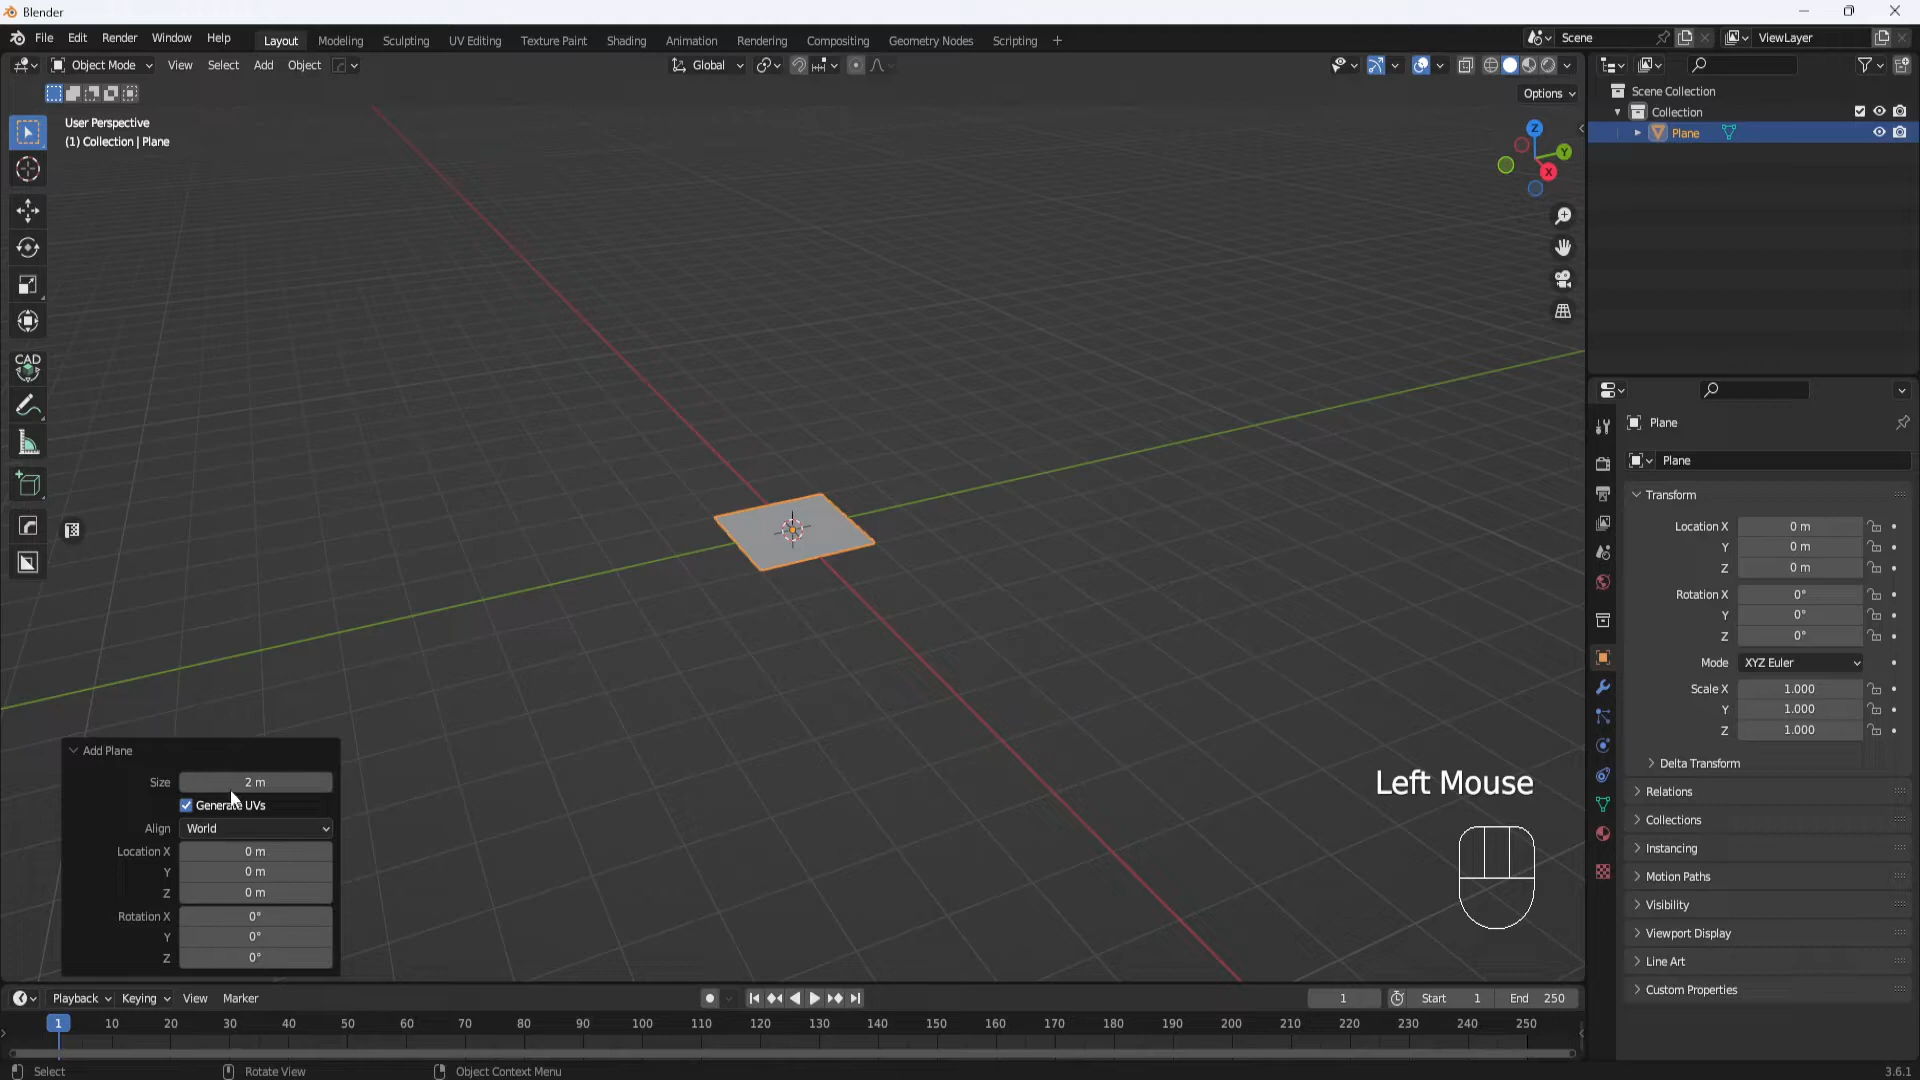 Blender
File Edit Render Window Help Layout Modeling Sculpting UV Editing Texture Paint Shading Animation Rendering Compositing Geometry Nodes Scripting + Scene ViewLayer
Object Mode View Select Add Object Global
Options
User Perspective
(1) Collection | Plane
Z
Y
X
CAD
Scene Collection
Collection
Plane
Plane
Plane
Transform
Location X 0 m
Y 0 m
Z 0 m
Rotation X 0°
Y 0°
Z 0°
Mode XYZ Euler
Scale X 1.000
Y 1.000
Z 1.000
Delta Transform
Relations
Collections
Instancing
Motion Paths
Visibility
Viewport Display
Line Art
Custom Properties
Add Plane
Size 2 m
Generate UVs
Align World
Location X 0 m
Y 0 m
Z 0 m
Rotation X 0°
Y 0°
Z 0°
Left Mouse
Playback Keying View Marker 1 Start 1 End 250
1 10 20 30 40 50 60 70 80 90 100 110 120 130 140 150 160 170 180 190 200 210 220 230 240 250
Select Rotate View Object Context Menu 3.6.1